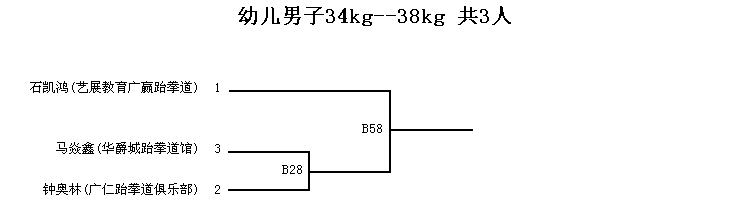 幼儿男子34kg--38kg 共3人
石凯鸿(艺展教育广赢跆拳道) 1
B58
马焱鑫(华爵城跆拳道馆) 3
B28
钟奥林(广仁跆拳道俱乐部) 2